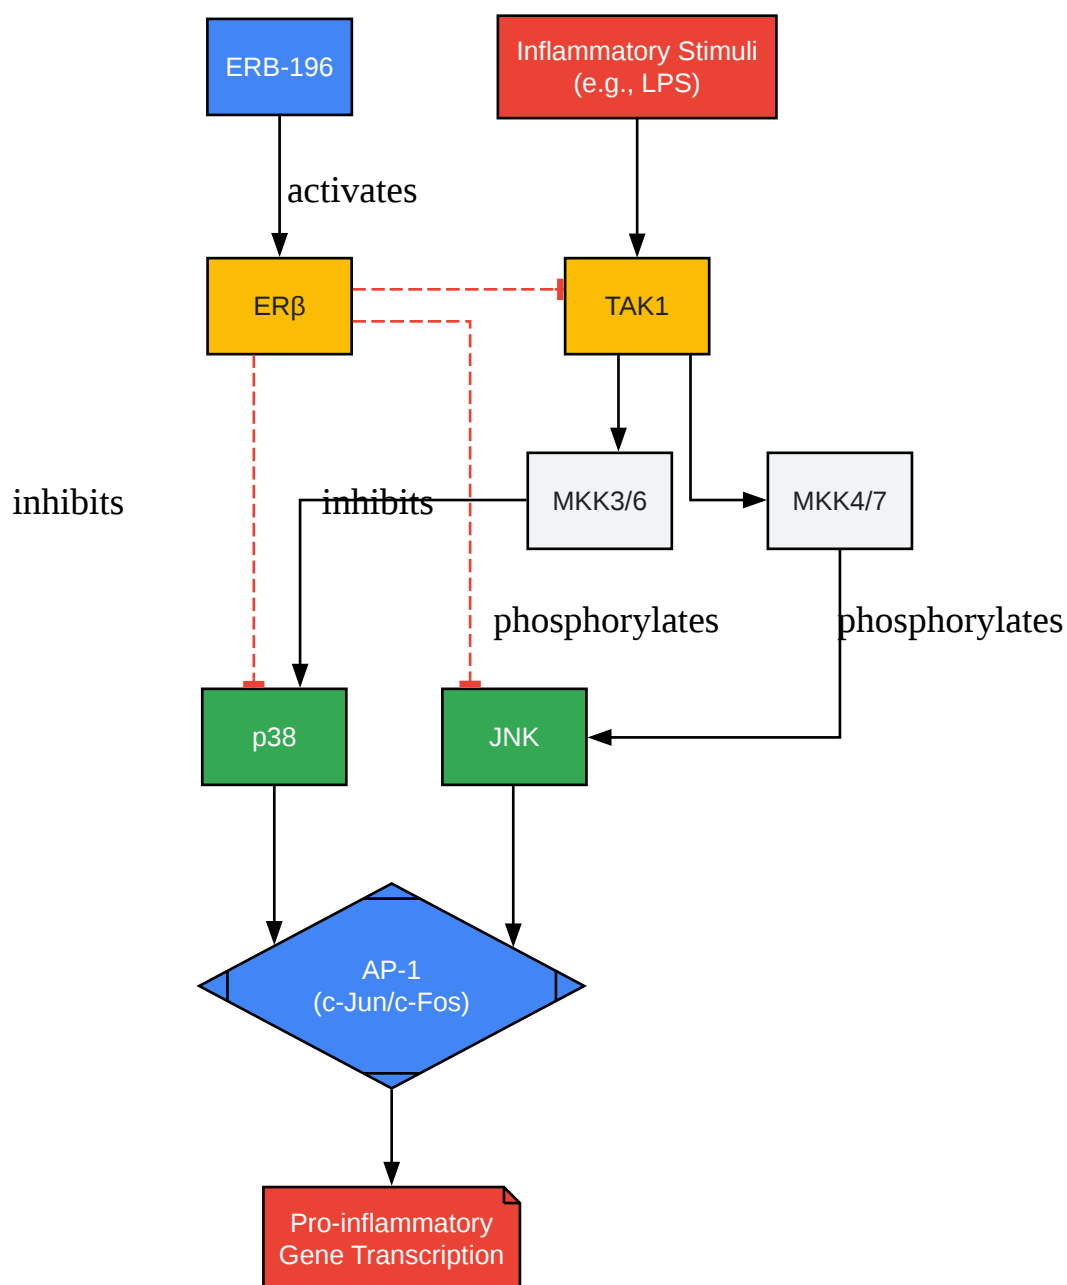 ERB-196
Inflammatory Stimuli
(e.g., LPS)
activates
ERβ
TAK1
inhibits
inhibits
MKK3/6
MKK4/7
phosphorylates
phosphorylates
p38
JNK
AP-1
(c-Jun/c-Fos)
Pro-inflammatory
Gene Transcription